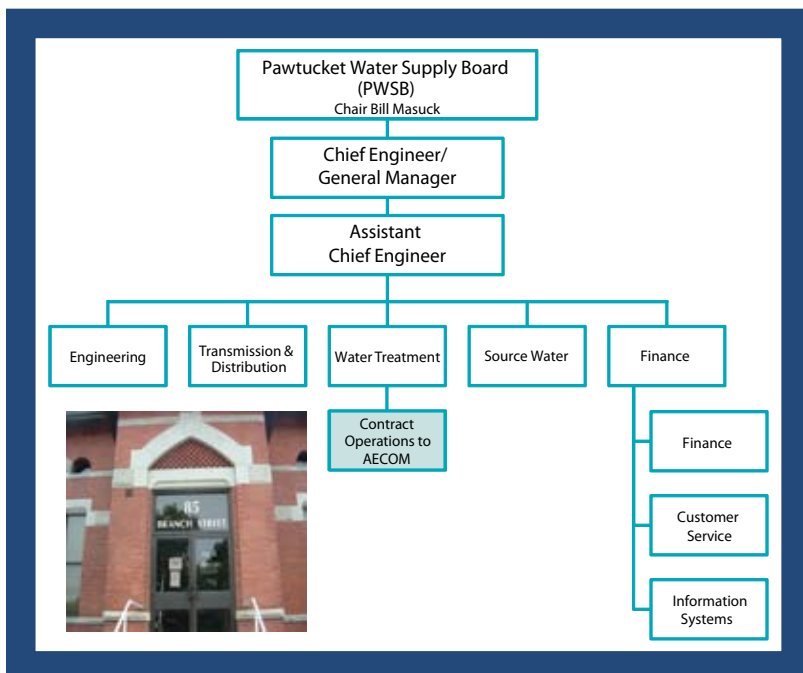 Pawtucket Water Supply Board
(PWSB)
Chair Bill Masuck
Chief Engineer/
General Manager
Assistant
Chief Engineer
Engineering
Transmission &
Distribution
Water Treatment
Source Water
Finance
Contract
Operations to
AECOM
Finance
Customer
Service
Information
Systems
85
BRANCH STREET